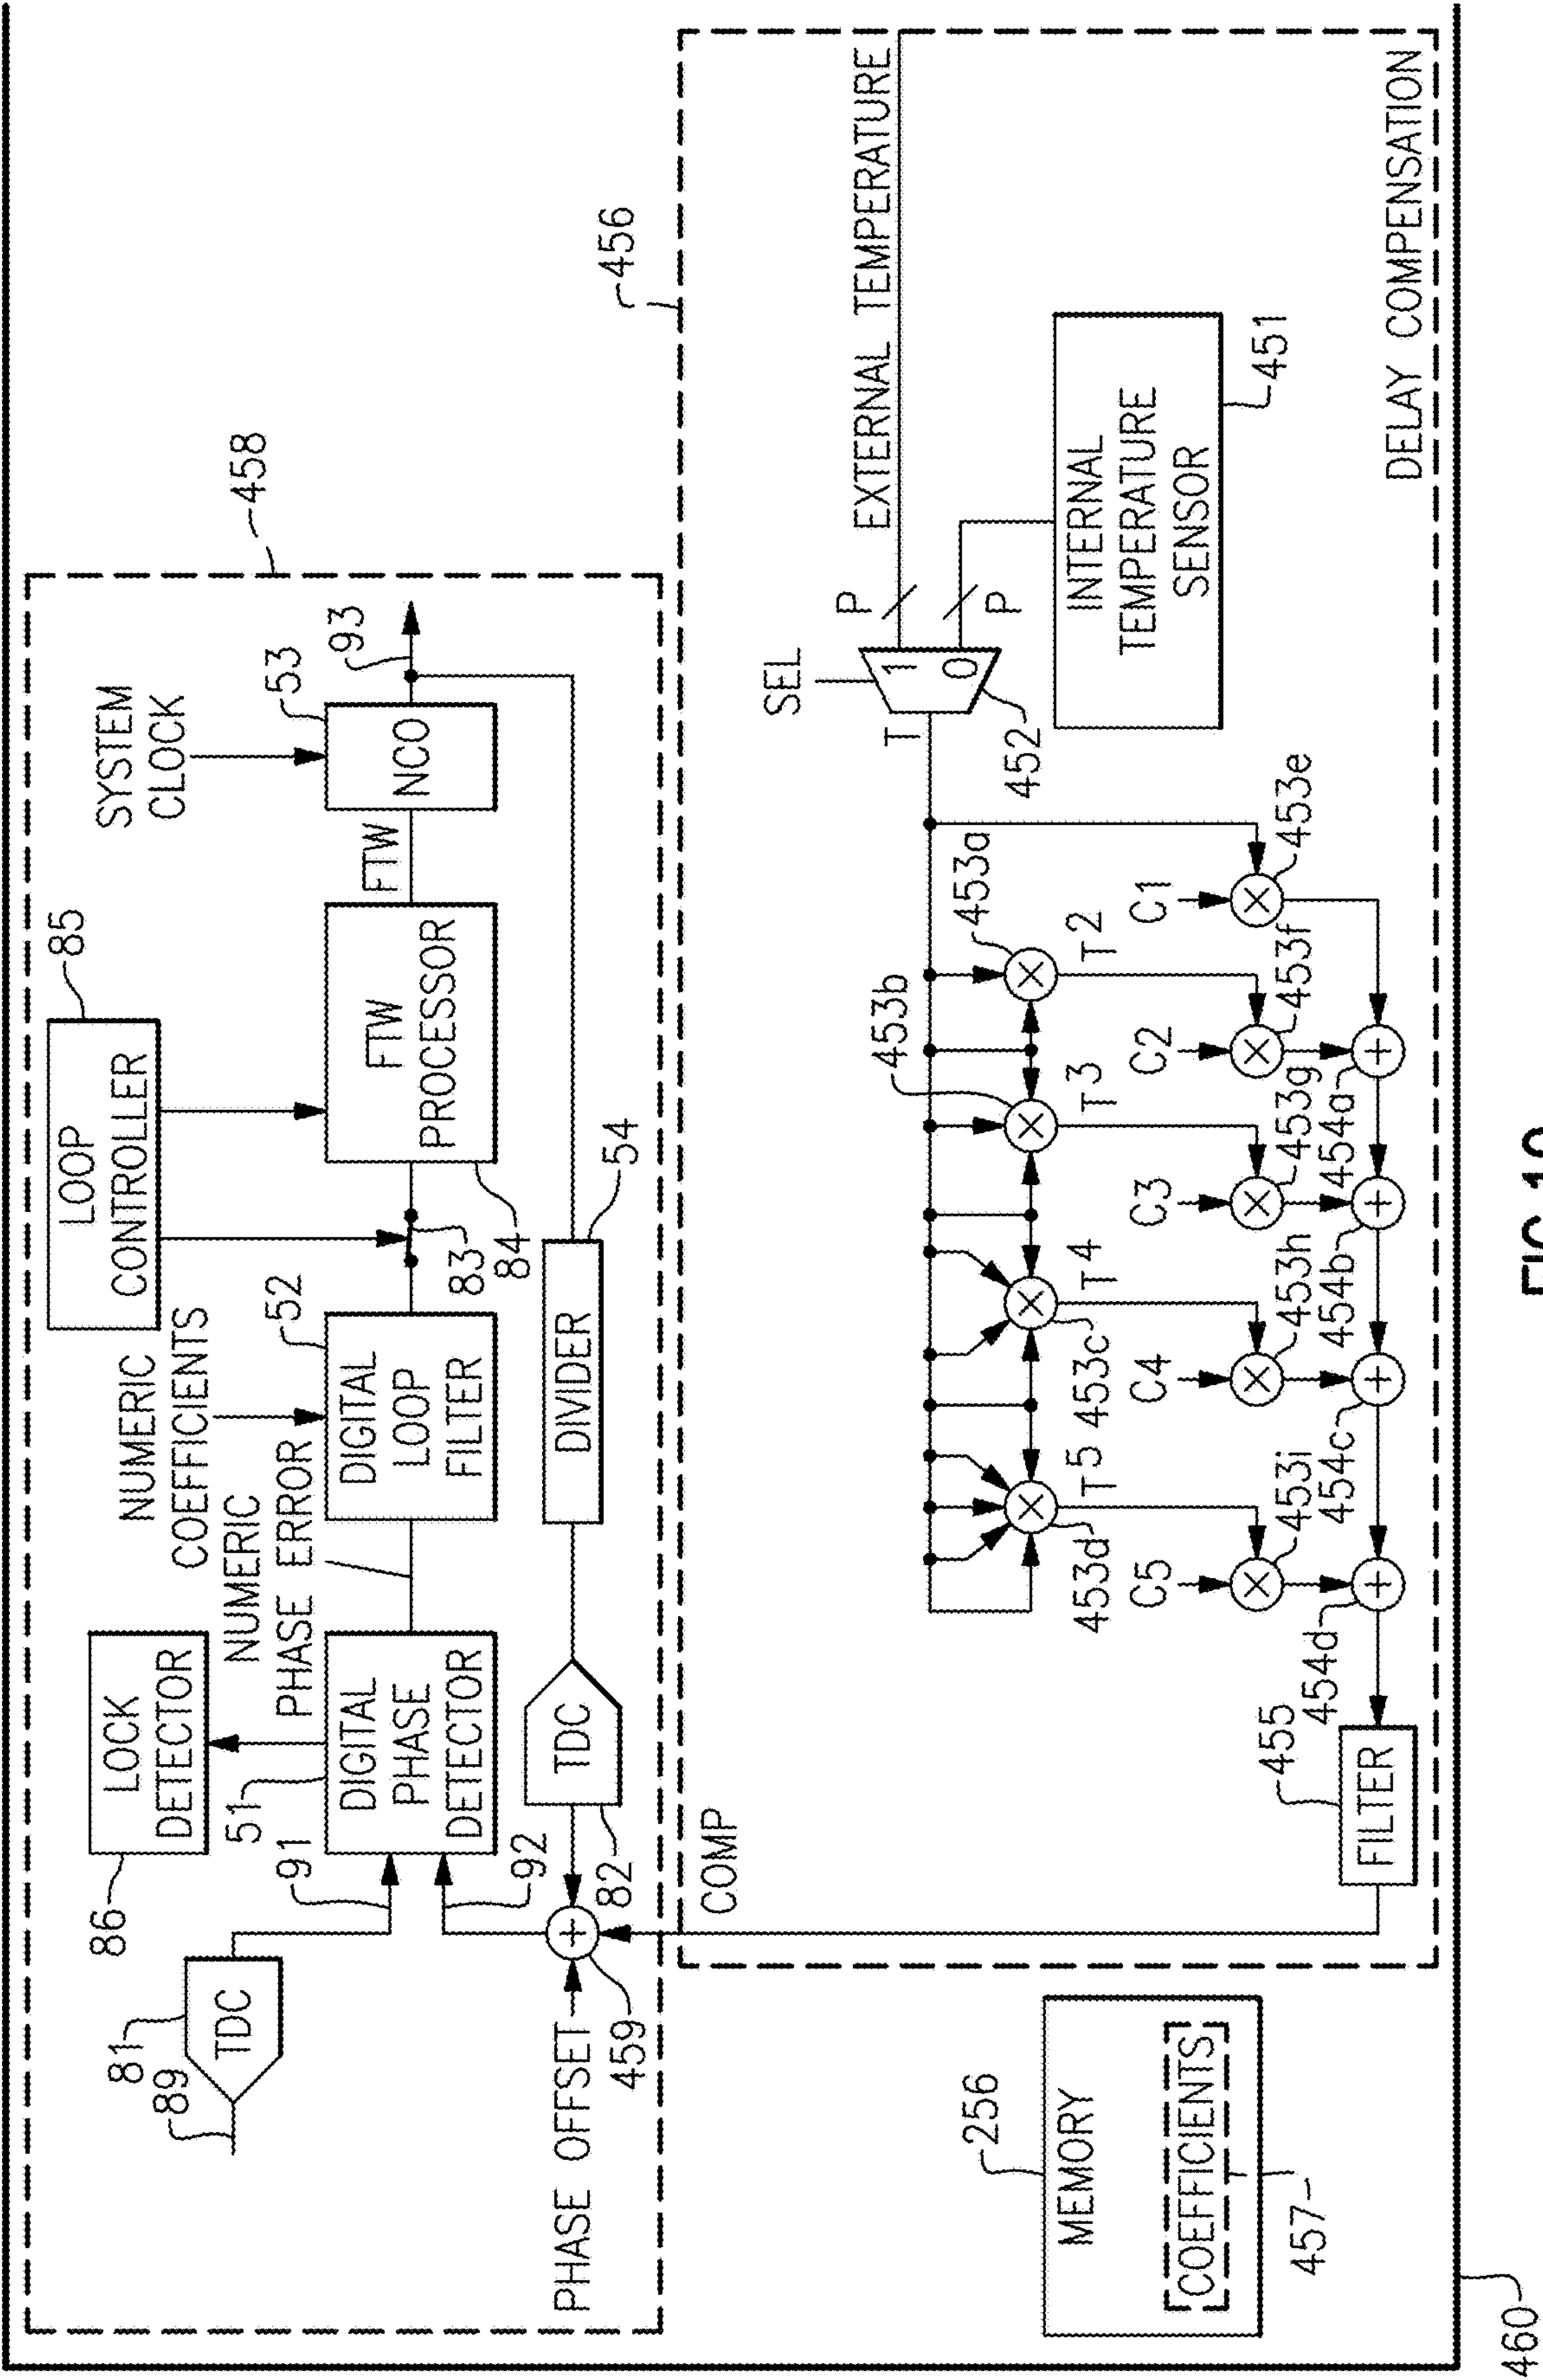 460
458
89
81
TDC
86
LOCK
DETECTOR
51
91
92
DIGITAL
PHASE
DETECTOR
NUMERIC
PHASE ERROR
NUMERIC
COEFFICIENTS
52
DIGITAL
LOOP
FILTER
LOOP
CONTROLLER
85
83
84
FTW
PROCESSOR
FTW
SYSTEM
CLOCK
53
NCO
93
PHASE OFFSET
459
82
TDC
DIVIDER
54
456
COMP
MEMORY
256
COEFFICIENTS
457
EXTERNAL TEMPERATURE
P
P
SEL
1
0
T
452
INTERNAL
TEMPERATURE
SENSOR
451
453a
453b
453c
453d
T5
T4
T3
T2
C5
C4
C3
C2
C1
453i
453h
453g
453f
453e
454d
454c
454b
454a
455
FILTER
DELAY COMPENSATION